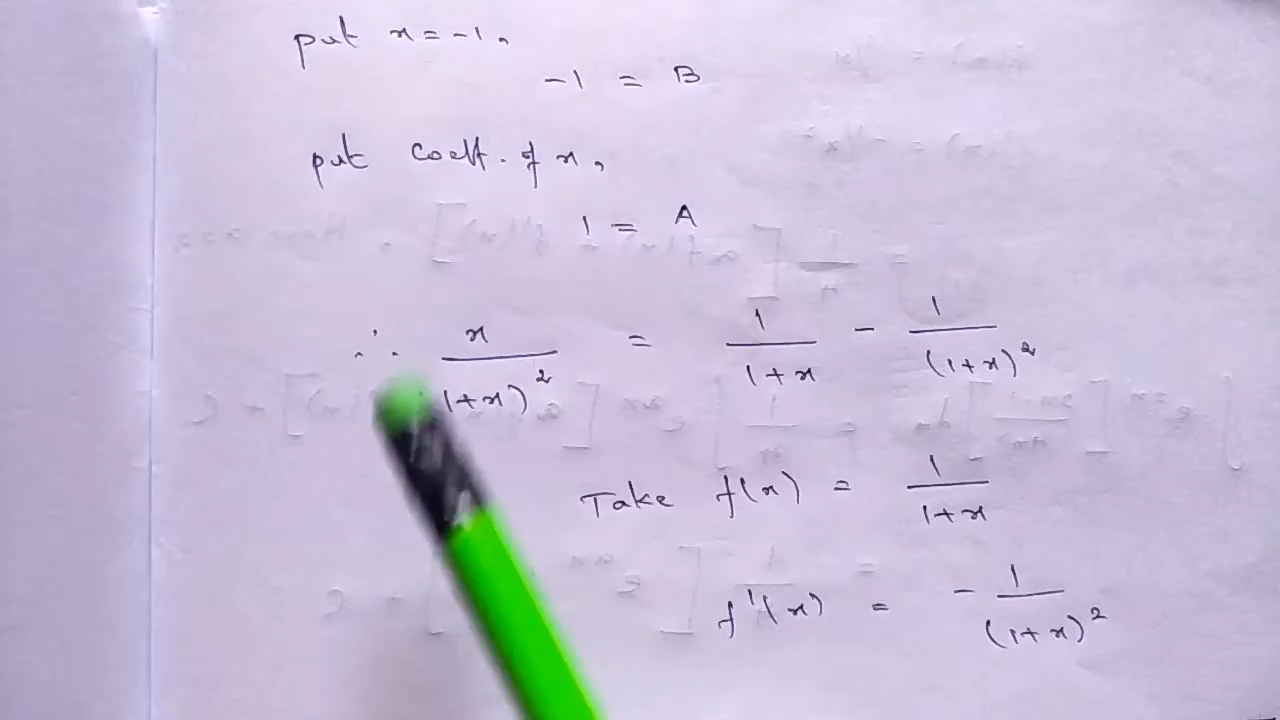 put x = -1,
-1 = B
put coeff. of x,
1 = A
∴ x/(1+x)² = 1/(1+x) - 1/(1+x)²
Take f(x) = 1/(1+x)
f'(x) = - 1/(1+x)²